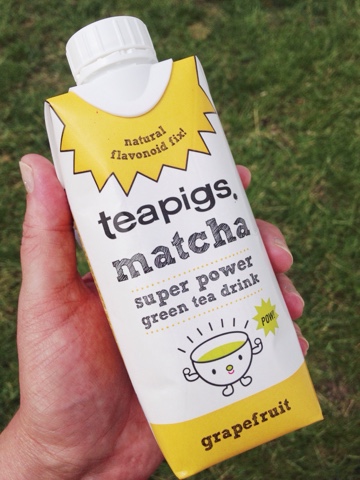 natural
flavonoid fix!
teapigs.
matcha
super power
green tea drink
POW!
grapefruit